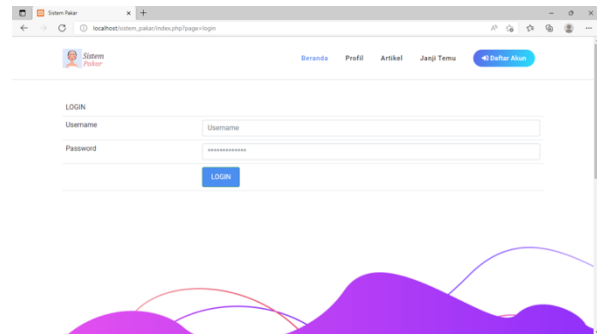 Sistem Pakar
localhost/sistem_pakar/index.php?page=login
Sistem
Pakar
Beranda Profil Artikel Janji Temu Daftar Akun
LOGIN
Username Username
Password *************
LOGIN